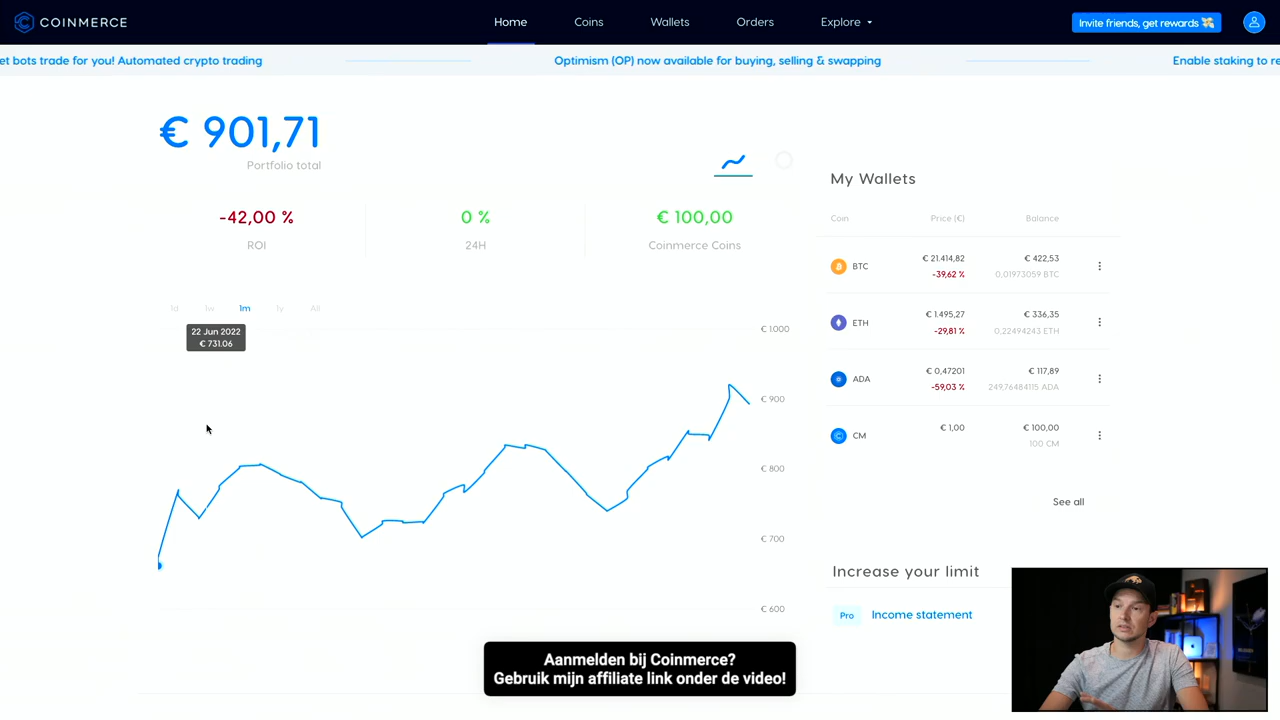 COINMERCE
Home
Coins
Wallets
Orders
Explore
Invite friends, get rewards 💸
et bots trade for you! Automated crypto trading
Optimism (OP) now available for buying, selling & swapping
Enable staking to re
€ 901,71
Portfolio total
-42,00 %
ROI
0 %
24H
€ 100,00
Coinmerce Coins
1d
1w
1m
1y
All
22 Jun 2022
€ 731.06
€ 1.000
€ 900
€ 800
€ 700
€ 600
My Wallets
Coin
Price (€)
Balance
BTC
€ 21.414,82
-39,62 %
€ 422,53
0,01973059 BTC
ETH
€ 1.495,27
-29,81 %
€ 336,35
0,22494243 ETH
ADA
€ 0,47201
-59,03 %
€ 117,89
249,76484115 ADA
CM
€ 1,00
€ 100,00
100 CM
See all
Increase your limit
Pro
Income statement
Aanmelden bij Coinmerce?
Gebruik mijn affiliate link onder de video!